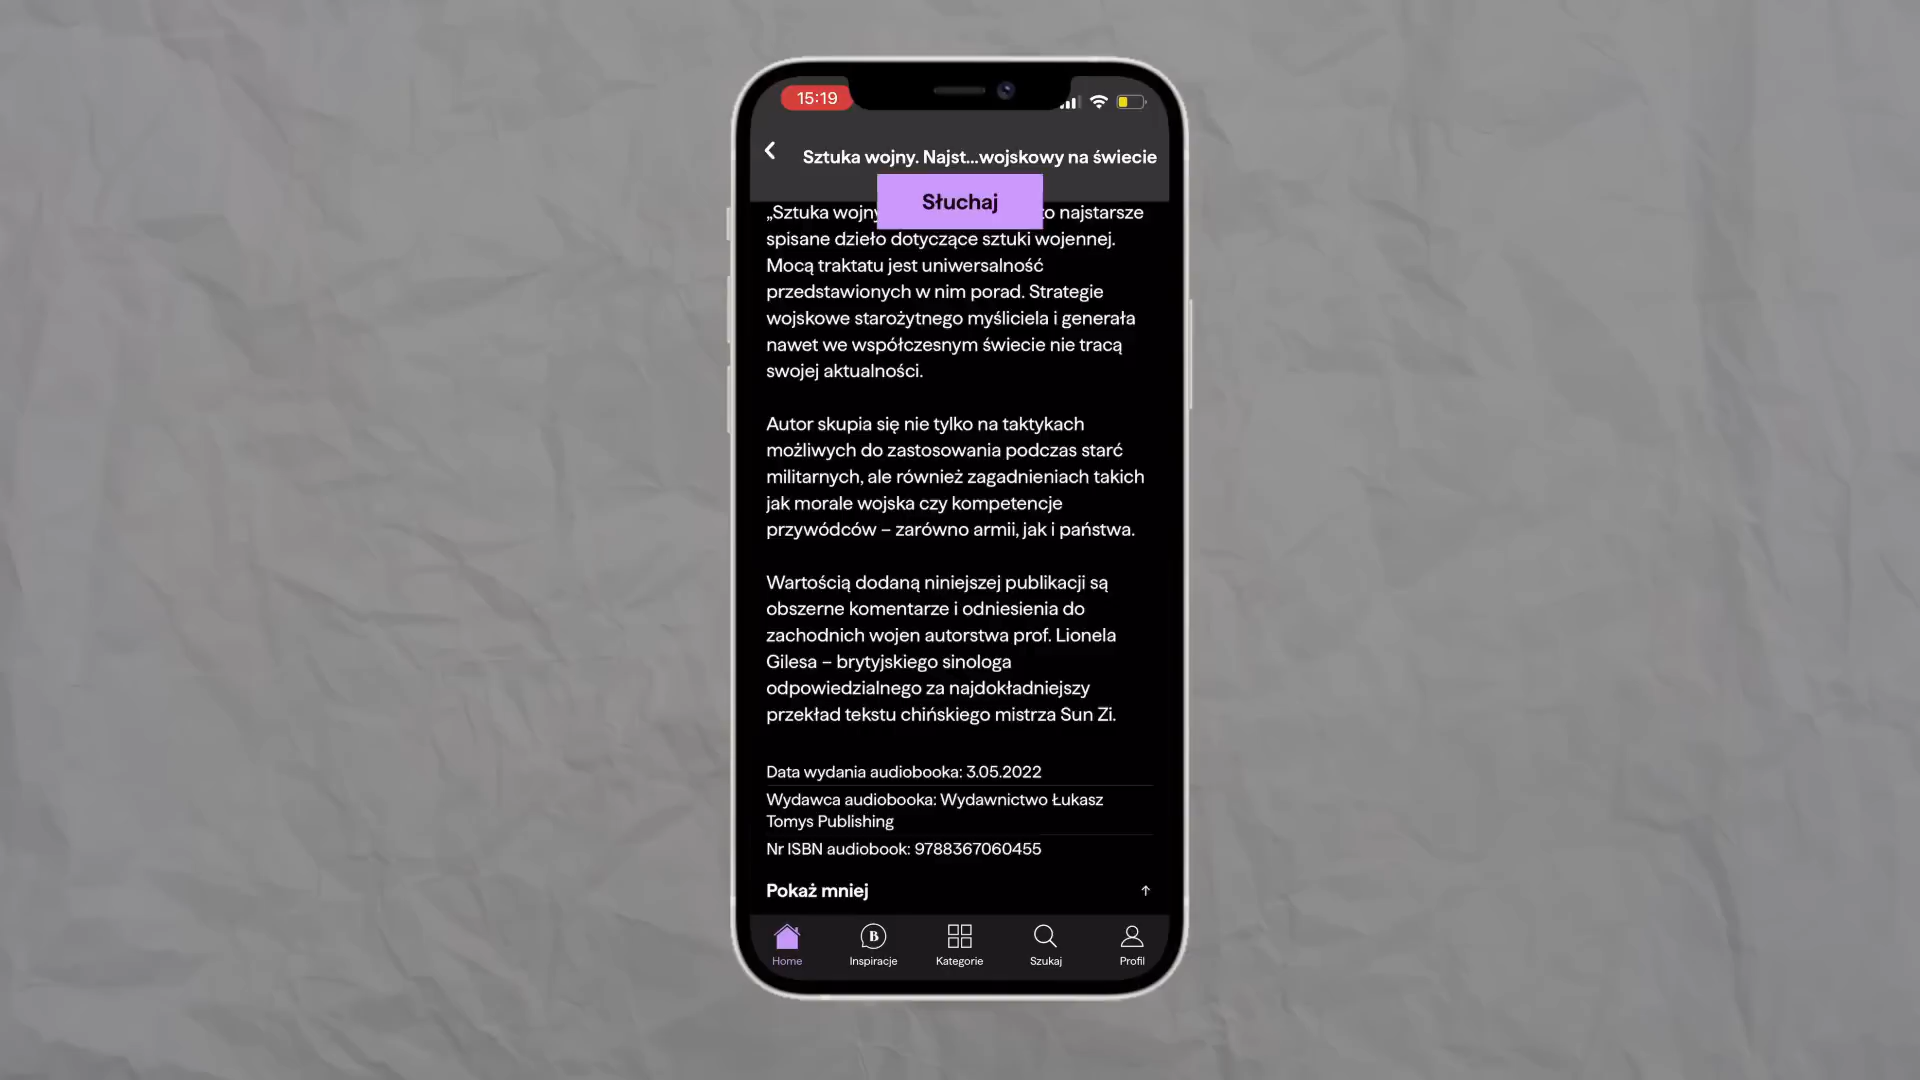 15:19
Sztuka wojny. Najst...wojskowy na świecie
Słuchaj
„Sztuka wojny to najstarsze
spisane dzieło dotyczące sztuki wojennej.
Mocą traktatu jest uniwersalność
przedstawionych w nim porad. Strategie
wojskowe starożytnego myśliciela i generała
nawet we współczesnym świecie nie tracą
swojej aktualności.
Autor skupia się nie tylko na taktykach
możliwych do zastosowania podczas starć
militarnych, ale również zagadnieniach takich
jak morale wojska czy kompetencje
przywódców – zarówno armii, jak i państwa.
Wartością dodaną niniejszej publikacji są
obszerne komentarze i odniesienia do
zachodnich wojen autorstwa prof. Lionela
Gilesa – brytyjskiego sinologa
odpowiedzialnego za najdokładniejszy
przekład tekstu chińskiego mistrza Sun Zi.
Data wydania audiobooka: 3.05.2022
Wydawca audiobooka: Wydawnictwo Łukasz
Tomys Publishing
Nr ISBN audiobook: 9788367060455
Pokaż mniej
Home
B
Inspiracje
Kategorie
Szukaj
Profil